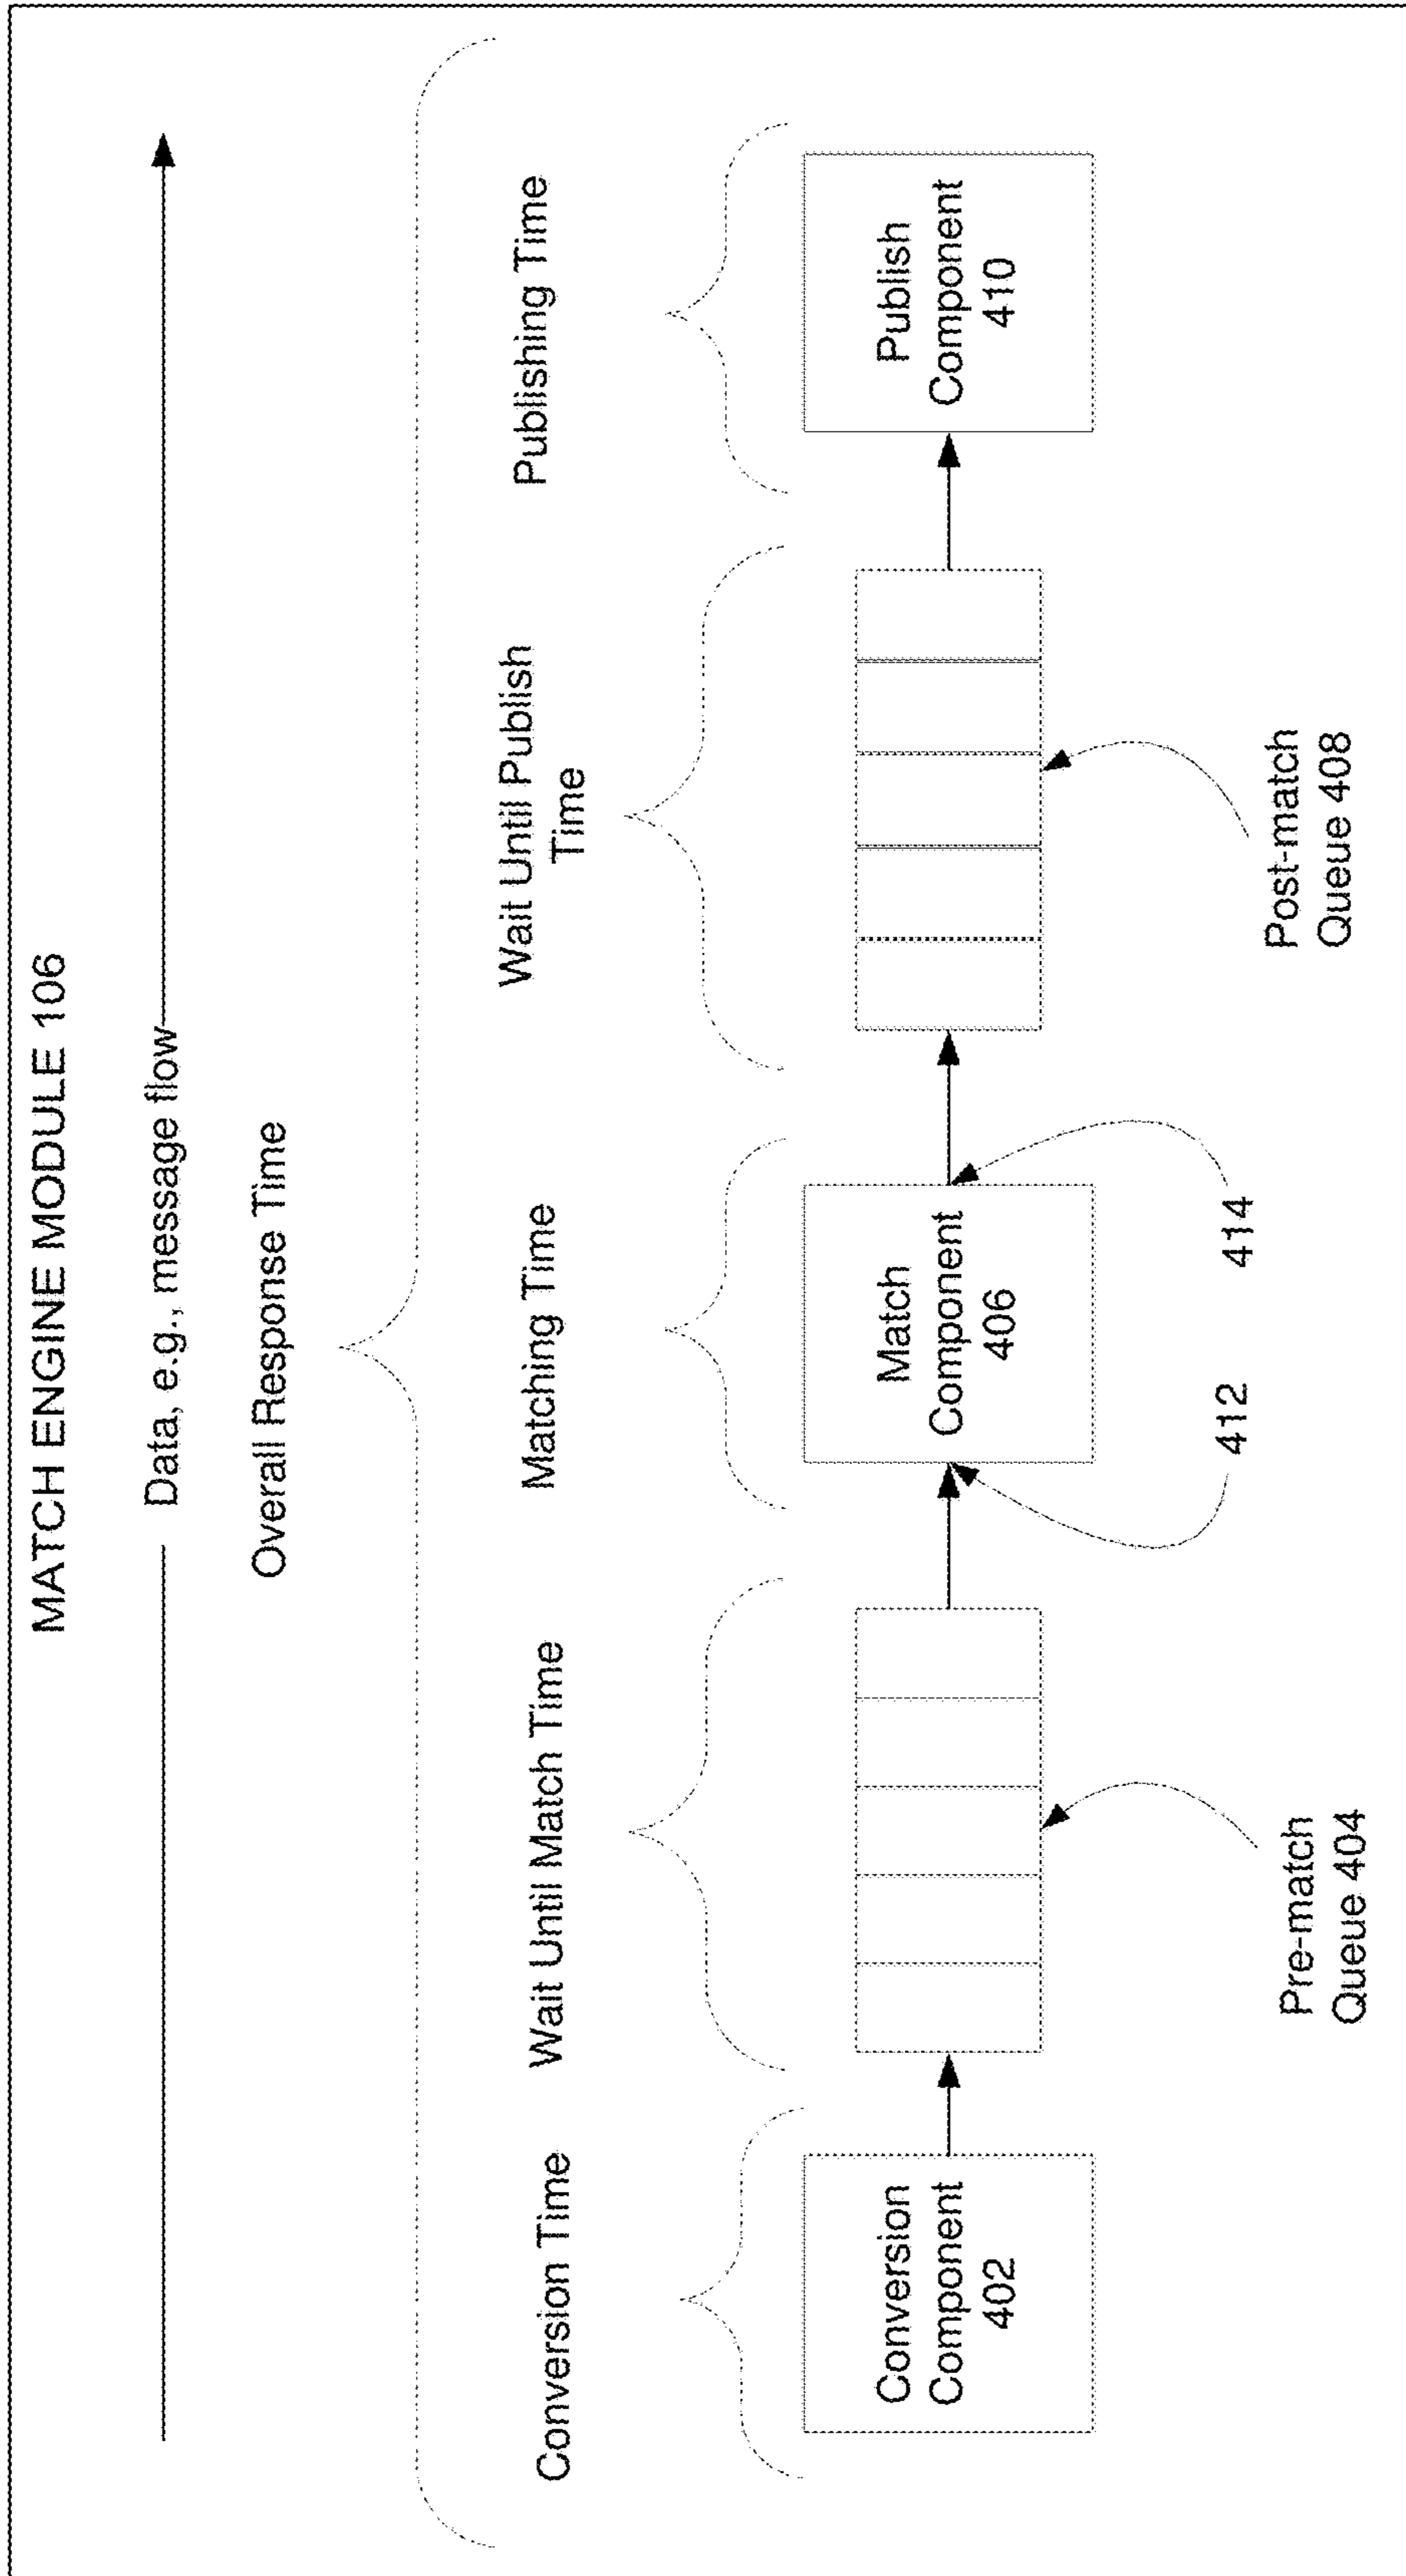 MATCH ENGINE MODULE 106
Data, e.g., message flow
Overall Response Time
Conversion Time
Wait Until Match Time
Matching Time
Wait Until Publish
Time
Publishing Time
Conversion
Component
402
Match
Component
406
Publish
Component
410
Pre-match
Queue 404
412
414
Post-match
Queue 408